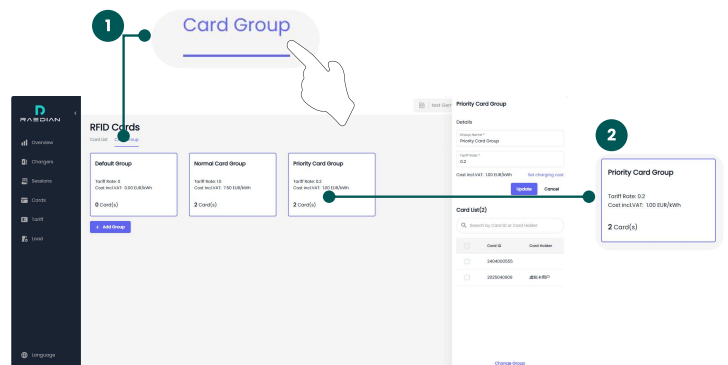 1
Card Group
RAEDIAN
Overview
Chargers
Sessions
Cards
Tariff
Load
Language
RFID Cards
Card List
Default Group
Tariff Rate: 0
Cost incl.VAT: 0.00 EUR/kWh
0 Card(s)
Normal Card Group
Tariff Rate: 1.5
Cost incl.VAT: 7.50 EUR/kWh
2 Card(s)
Priority Card Group
Tariff Rate: 0.2
Cost incl.VAT: 1.00 EUR/kWh
2 Card(s)
+ Add Group
Priority Card Group
Details
Group Name *
Priority Card Group
Tariff Rate *
0.2
Cost incl.VAT: 1.00 EUR/kWh Set charging cost
Update Cancel
Card List(2)
Search by Card ID or Card Holder
Card ID Card Holder
2404000555
2025040909
Change Group
2
Priority Card Group
Tariff Rate: 0.2
Cost incl.VAT: 1.00 EUR/kWh
2 Card(s)